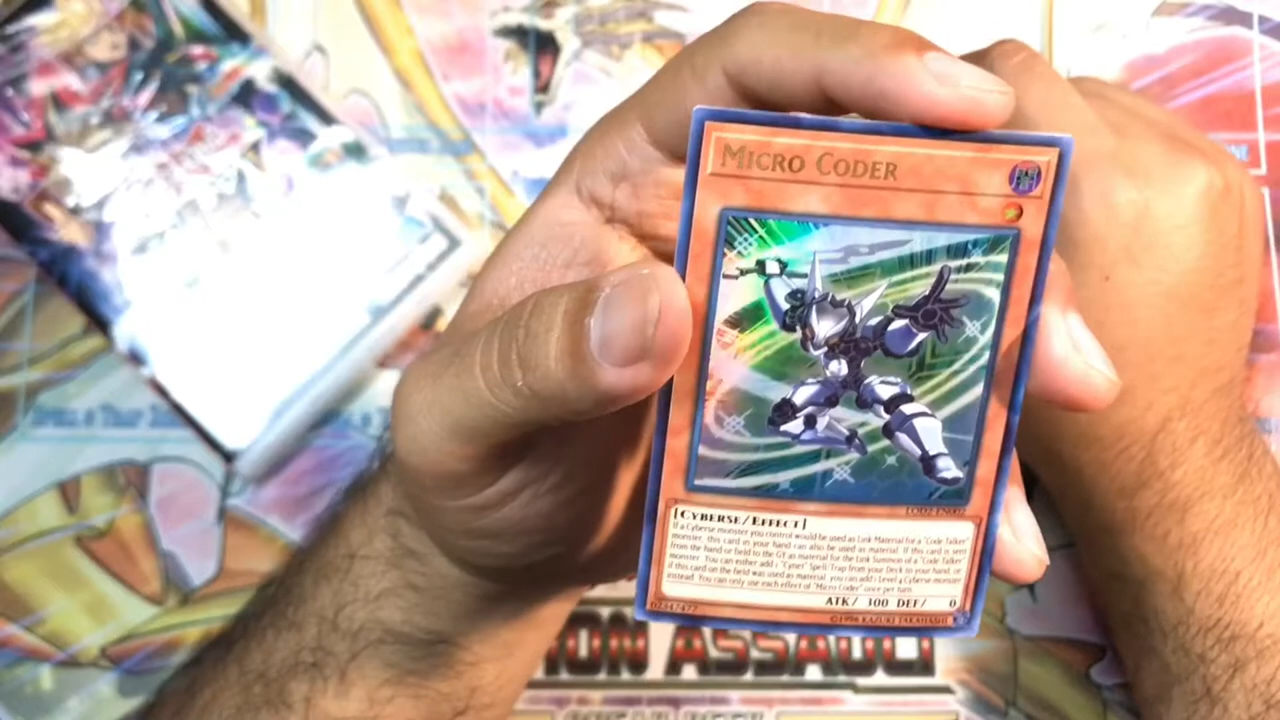 MICRO CODER
LOD2-EN002
[CYBERSE/EFFECT]
If a Cyberse monster you control would be used as Link Material for a "Code Talker"
monster, this card in your hand can also be used as material. If this card is sent
from the hand or field to the GY as material for the Link Summon of a "Code Talker"
monster: You can either add 1 "Cynet" Spell/Trap from your Deck to your hand, or
if this card on the field was used as material, you can add 1 Level 4 Cyberse monster
instead. You can only use each effect of "Micro Coder" once per turn.
ATK/ 300 DEF/ 0
©1996 KAZUKI TAKAHASHI
ION ASSAULT